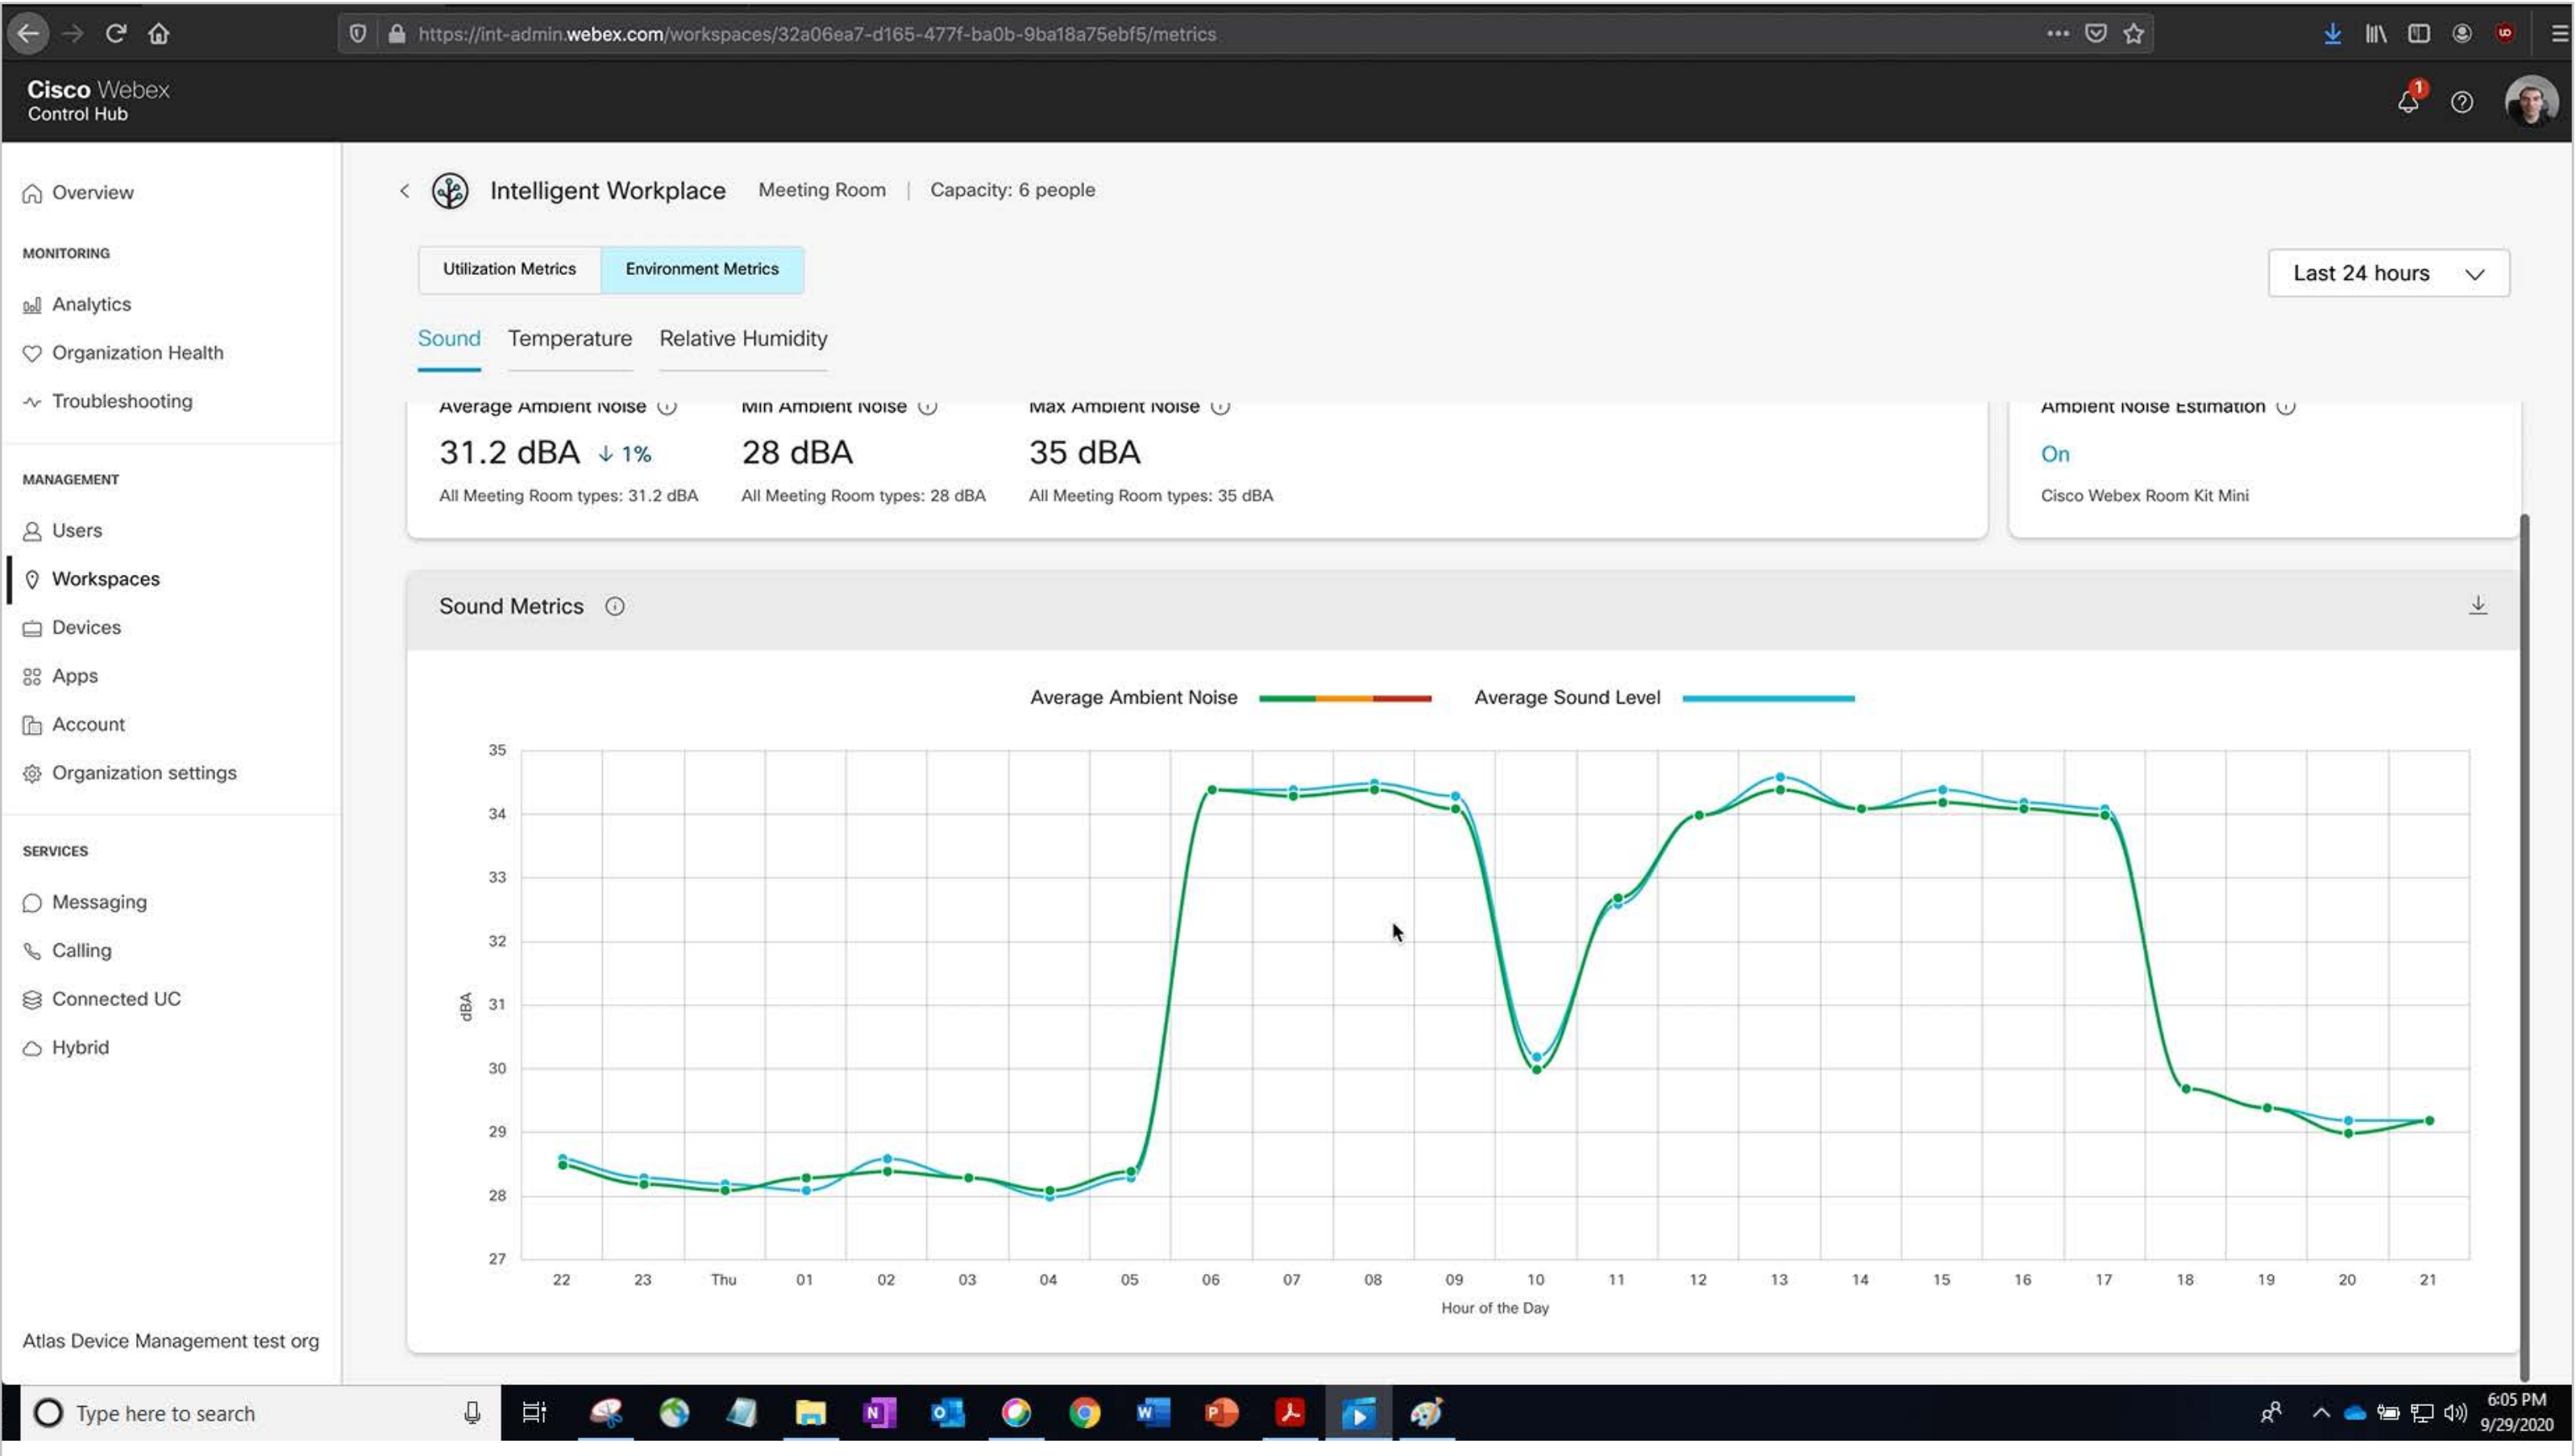 https://int-admin.webex.com/workspaces/32a06ea7-d165-477f-ba0b-9ba18a75ebf5/metrics
Cisco Webex
Control Hub
1
Overview
MONITORING
Analytics
Organization Health
Troubleshooting
MANAGEMENT
Users
Workspaces
Devices
Apps
Account
Organization settings
SERVICES
Messaging
Calling
Connected UC
Hybrid
Atlas Device Management test org
Intelligent Workplace Meeting Room | Capacity: 6 people
Utilization Metrics Environment Metrics
Last 24 hours
Sound Temperature Relative Humidity
Average Ambient Noise Min Ambient Noise Max Ambient Noise
31.2 dBA ↓ 1% 28 dBA 35 dBA
All Meeting Room types: 31.2 dBA All Meeting Room types: 28 dBA All Meeting Room types: 35 dBA
Ambient Noise Estimation
On
Cisco Webex Room Kit Mini
Sound Metrics
Average Ambient Noise Average Sound Level
35
34
33
32
31
30
29
28
27
dBA
22 23 Thu 01 02 03 04 05 06 07 08 09 10 11 12 13 14 15 16 17 18 19 20 21
Hour of the Day
Type here to search
6:05 PM
9/29/2020